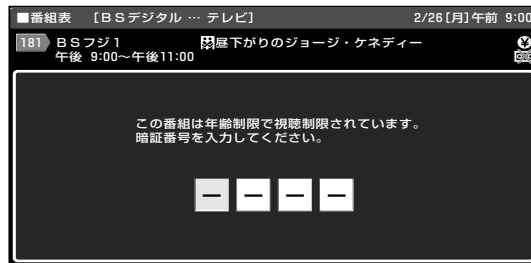 ■番組表 [BSデジタル … テレビ] 2/26[月]午前 9:00
181 BSフジ1 昼下がりのジョージ・ケネディー
午後 9:00~午後11:00
この番組は年齢制限で視聴制限されています。
暗証番号を入力してください。
ー ー ー ー